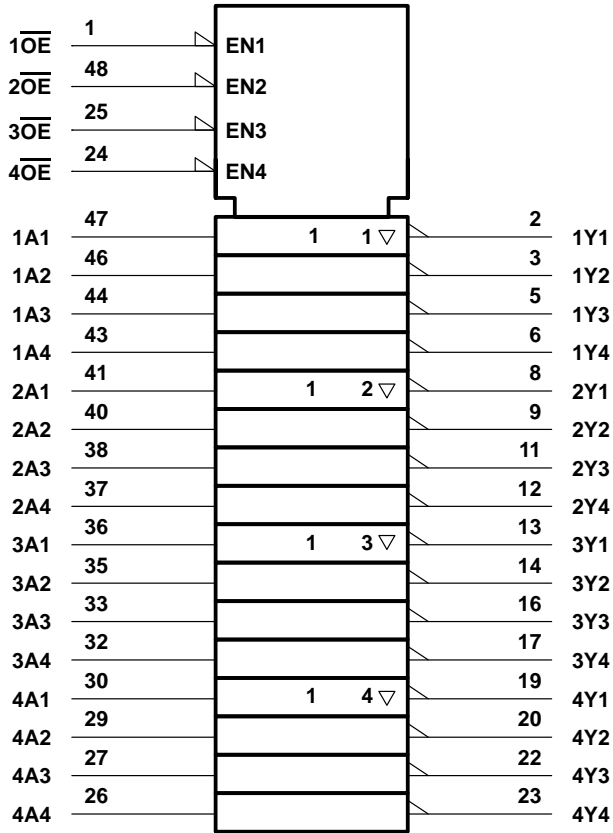 1O̅E̅ 1 EN1
2O̅E̅ 48 EN2
3O̅E̅ 25 EN3
4O̅E̅ 24 EN4
1A1 47 1 1 ▽ 2 1Y1
1A2 46 3 1Y2
1A3 44 5 1Y3
1A4 43 6 1Y4
2A1 41 1 2 ▽ 8 2Y1
2A2 40 9 2Y2
2A3 38 11 2Y3
2A4 37 12 2Y4
3A1 36 1 3 ▽ 13 3Y1
3A2 35 14 3Y2
3A3 33 16 3Y3
3A4 32 17 3Y4
4A1 30 1 4 ▽ 19 4Y1
4A2 29 20 4Y2
4A3 27 22 4Y3
4A4 26 23 4Y4